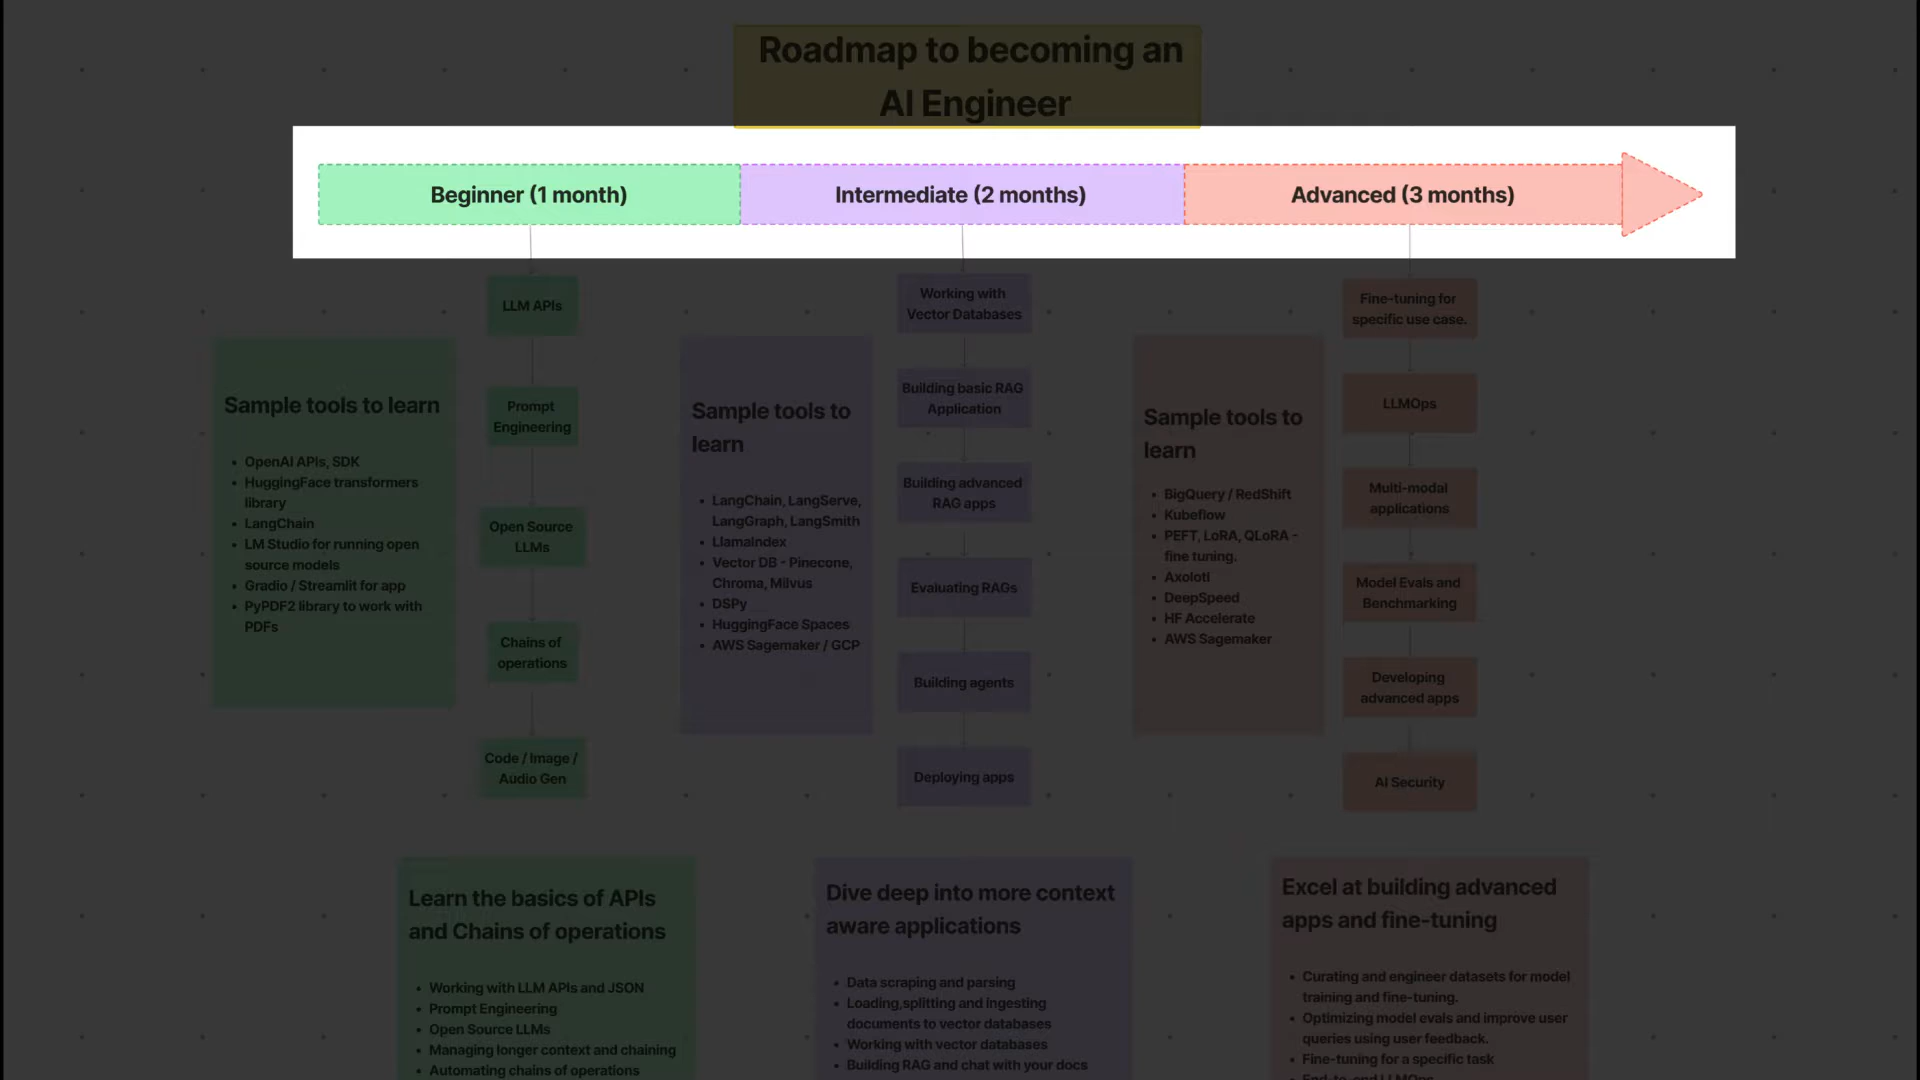 Roadmap to becoming an
AI Engineer
Beginner (1 month)
Intermediate (2 months)
Advanced (3 months)
LLM APIs
Prompt
Engineering
Open Source
LLMs
Chains of
operations
Code / Image /
Audio Gen
Sample tools to learn
• OpenAI APIs, SDK
• HuggingFace transformers
library
• LangChain
• LM Studio for running open
source models
• Gradio / Streamlit for app
• PyPDF2 library to work with
PDFs
Working with
Vector Databases
Building basic RAG
Application
Building advanced
RAG apps
Evaluating RAGs
Building agents
Deploying apps
Sample tools to
learn
• LangChain, LangServe,
LangGraph, LangSmith
• LlamaIndex
• Vector DB - Pinecone,
Chroma, Milvus
• DSPy
• HuggingFace Spaces
• AWS Sagemaker / GCP
Fine-tuning for
specific use case.
LLMOps
Multi-modal
applications
Model Evals and
Benchmarking
Developing
advanced apps
AI Security
Sample tools to
learn
• BigQuery / RedShift
• Kubeflow
• PEFT, LoRA, QLoRA -
fine tuning.
• Axolotl
• DeepSpeed
• HF Accelerate
• AWS Sagemaker
Learn the basics of APIs
and Chains of operations
• Working with LLM APIs and JSON
• Prompt Engineering
• Open Source LLMs
• Managing longer context and chaining
• Automating chains of operations
Dive deep into more context
aware applications
• Data scraping and parsing
• Loading,splitting and ingesting
documents to vector databases
• Working with vector databases
• Building RAG and chat with your docs
Excel at building advanced
apps and fine-tuning
• Curating and engineer datasets for model
training and fine-tuning.
• Optimizing model evals and improve user
queries using user feedback.
• Fine-tuning for a specific task
• End-to-end LLMOps